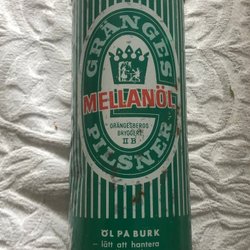 GRÄNGES
MELLANÖL
GRÄNGESBERGS
BRYGGERI
II B
PILSNER
ÖL PÅ BURK
– lätt att hantera